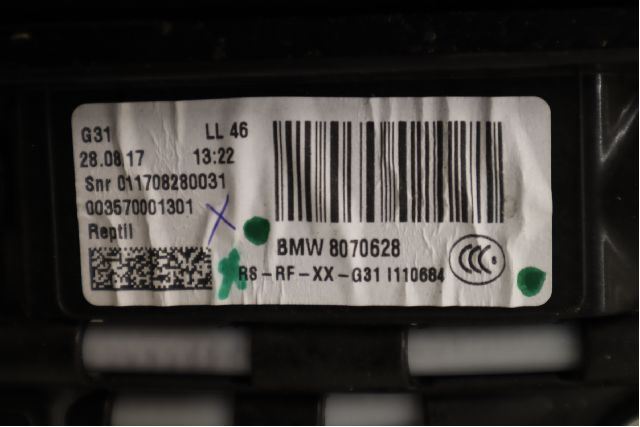 G31 LL 46
28.08.17 13:22
Snr 011708280031
003570001301
Reptil
BMW 8070628
RS-RF-XX-G31 I110684
CCC